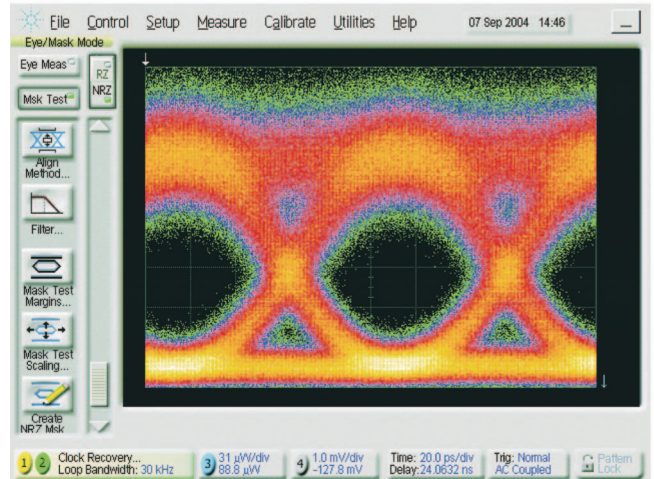 File Control Setup Measure Calibrate Utilities Help 07 Sep 2004 14:46
Eye/Mask Mode
Eye Meas
RZ
NRZ
Msk Test
Align
Method...
Filter...
Mask Test
Margins...
Mask Test
Scaling...
Create
NRZ Msk
1 2 Clock Recovery...
Loop Bandwidth: 30 kHz
3 31 µW/div
88.8 µW
4) 1.0 mV/div
-127.8 mV
Time: 20.0 ps/div
Delay:24.0632 ns
Trig: Normal
AC Coupled
Pattern
Lock